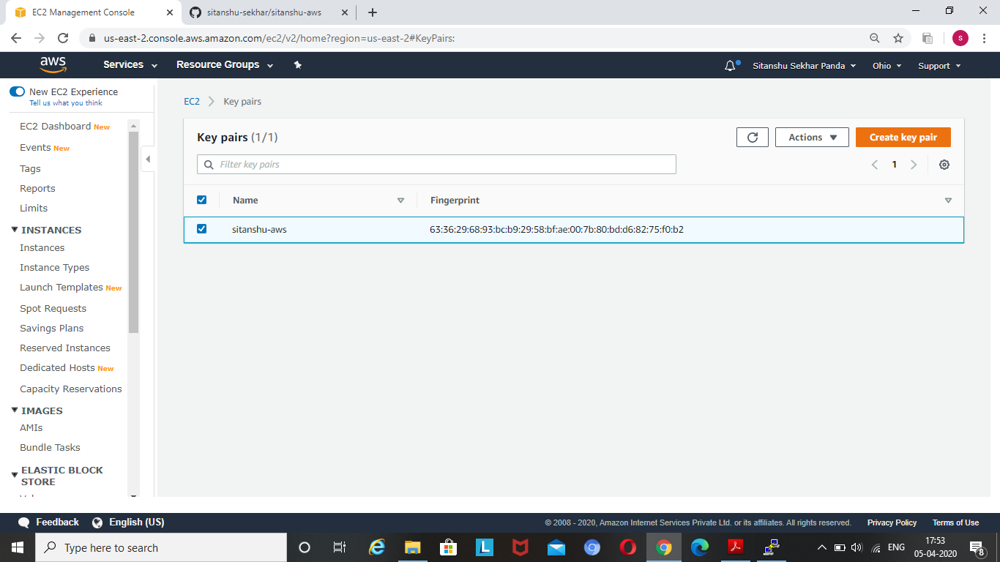 EC2 Management Console
sitanshu-sekhar/sitanshu-aws
us-east-2.console.aws.amazon.com/ec2/v2/home?region=us-east-2#KeyPairs:
s
aws
Services
Resource Groups
Sitanshu Sekhar Panda
Ohio
Support
New EC2 Experience
Tell us what you think
EC2 Dashboard New
Events New
Tags
Reports
Limits
INSTANCES
Instances
Instance Types
Launch Templates New
Spot Requests
Savings Plans
Reserved Instances
Dedicated Hosts New
Capacity Reservations
IMAGES
AMIs
Bundle Tasks
ELASTIC BLOCK
STORE
EC2
Key pairs
Key pairs (1/1)
Actions
Create key pair
Filter key pairs
1
Name
Fingerprint
sitanshu-aws
63:36:29:68:93:bc:b9:29:58:bf:ae:00:7b:80:bd:d6:82:75:f0:b2
Feedback
English (US)
© 2008 - 2020, Amazon Internet Services Private Ltd. or its affiliates. All rights reserved.
Privacy Policy
Terms of Use
Type here to search
L
ENG
17:53
05-04-2020
8